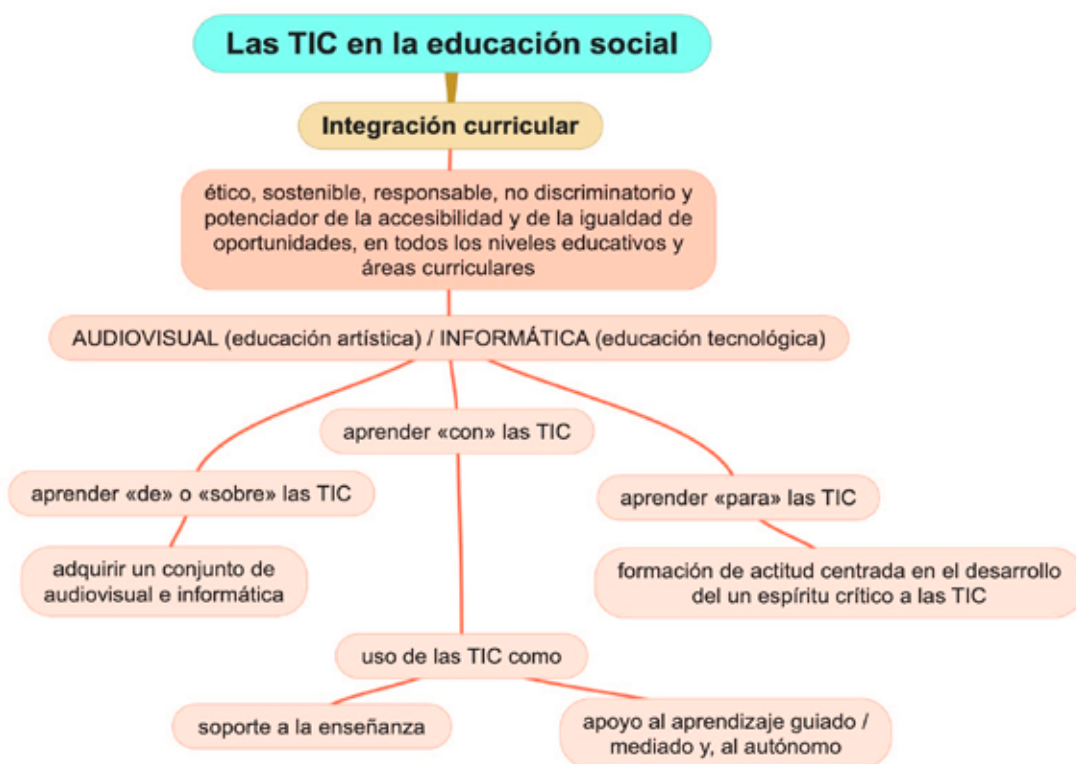 Las TIC en la educación social
Integración curricular
ético, sostenible, responsable, no discriminatorio y
potenciador de la accesibilidad y de la igualdad de
oportunidades, en todos los niveles educativos y
áreas curriculares
AUDIOVISUAL (educación artística) / INFORMÁTICA (educación tecnológica)
aprender «con» las TIC
aprender «de» o «sobre» las TIC
aprender «para» las TIC
adquirir un conjunto de
audiovisual e informática
formación de actitud centrada en el desarrollo
del un espíritu crítico a las TIC
uso de las TIC como
soporte a la enseñanza
apoyo al aprendizaje guiado /
mediado y, al autónomo